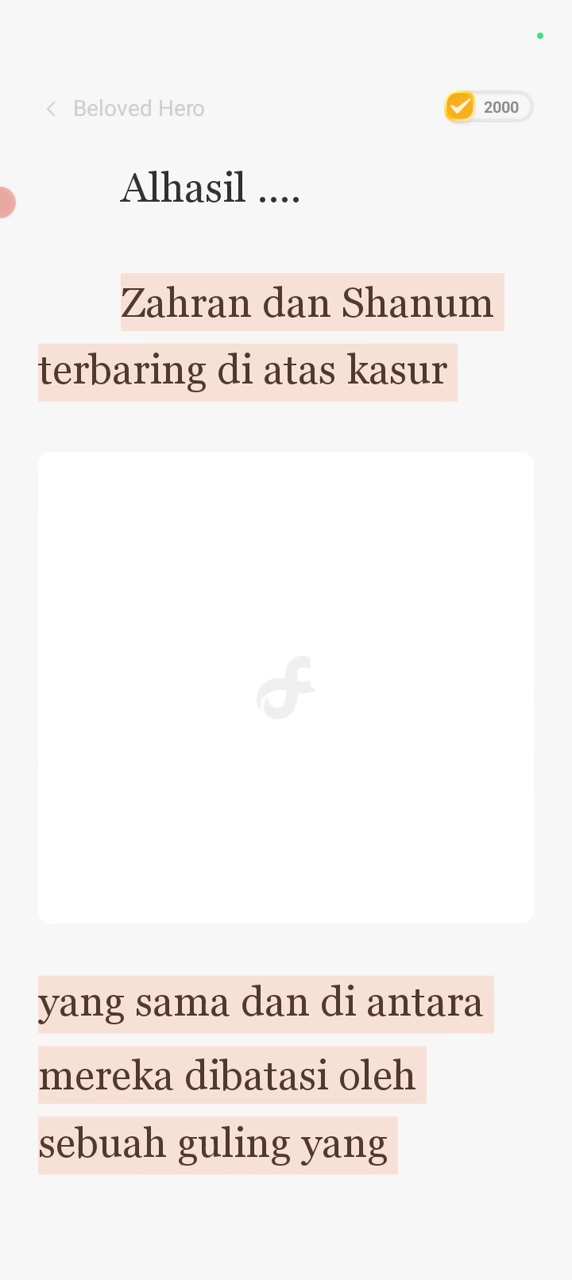 Beloved Hero
2000
Alhasil ....
Zahran dan Shanum
terbaring di atas kasur
yang sama dan di antara
mereka dibatasi oleh
sebuah guling yang